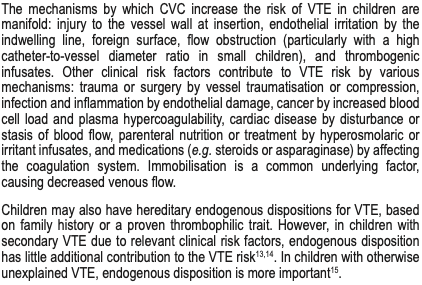 The mechanisms by which CVC increase the risk of VTE in children are
manifold: injury to the vessel wall at insertion, endothelial irritation by the
indwelling line, foreign surface, flow obstruction (particularly with a high
catheter-to-vessel diameter ratio in small children), and thrombogenic
infusates. Other clinical risk factors contribute to VTE risk by various
mechanisms: trauma or surgery by vessel traumatisation or compression,
infection and inflammation by endothelial damage, cancer by increased blood
cell load and plasma hypercoagulability, cardiac disease by disturbance or
stasis of blood flow, parenteral nutrition or treatment by hyperosmolaric or
irritant infusates, and medications (e.g. steroids or asparaginase) by affecting
the coagulation system. Immobilisation is a common underlying factor,
causing decreased venous flow.
Children may also have hereditary endogenous dispositions for VTE, based
on family history or a proven thrombophilic trait. However, in children with
secondary VTE due to relevant clinical risk factors, endogenous disposition
has little additional contribution to the VTE risk¹³,¹⁴. In children with otherwise
unexplained VTE, endogenous disposition is more important¹⁵.